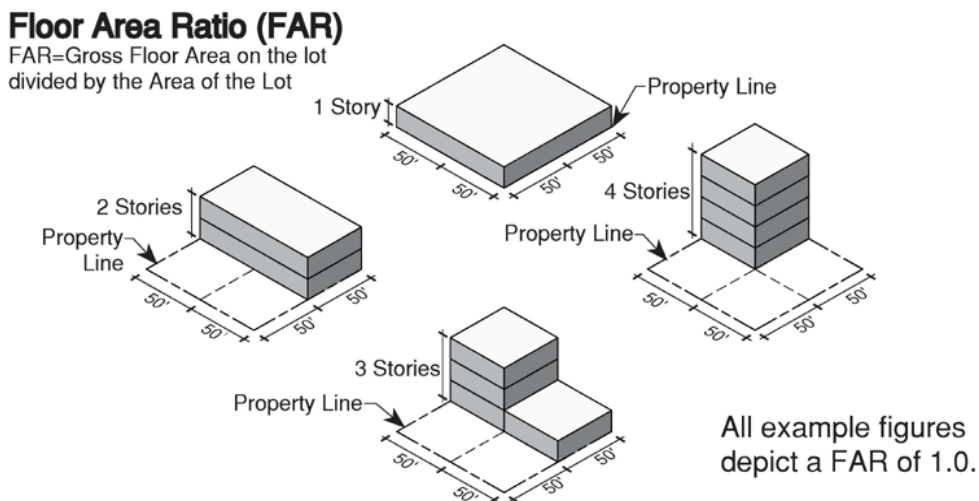 Floor Area Ratio (FAR)
FAR=Gross Floor Area on the lot
divided by the Area of the Lot
1 Story
Property Line
50'
50'
50'
50'
2 Stories
Property
Line
50'
50'
50'
50'
4 Stories
Property Line
50'
50'
50'
50'
3 Stories
Property Line
50'
50'
50'
50'
All example figures
depict a FAR of 1.0.